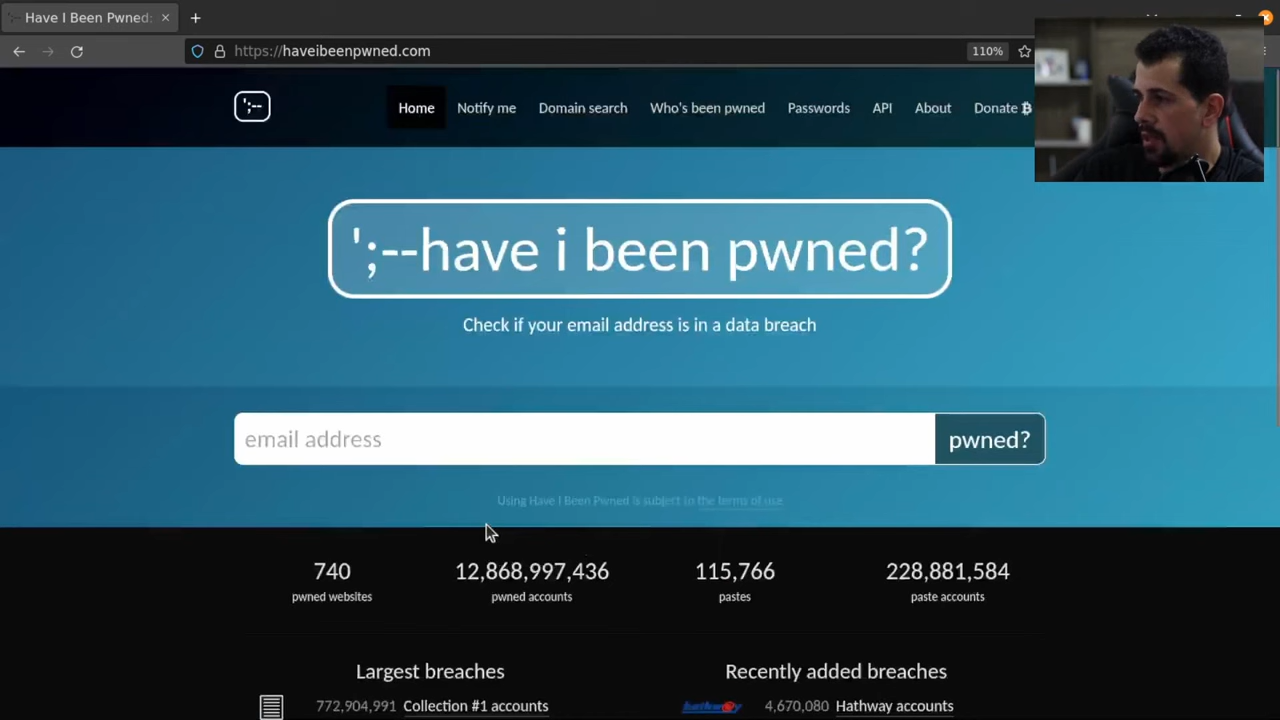 Have I Been Pwned:
https://haveibeenpwned.com
110%
';--
Home
Notify me
Domain search
Who's been pwned
Passwords
API
About
Donate
';--have i been pwned?
Check if your email address is in a data breach
email address
pwned?
Using Have I Been Pwned is subject to the terms of use
740
12,868,997,436
115,766
228,881,584
pwned websites
pwned accounts
pastes
paste accounts
Largest breaches
Recently added breaches
772,904,991 Collection #1 accounts
hathway 4,670,080 Hathway accounts